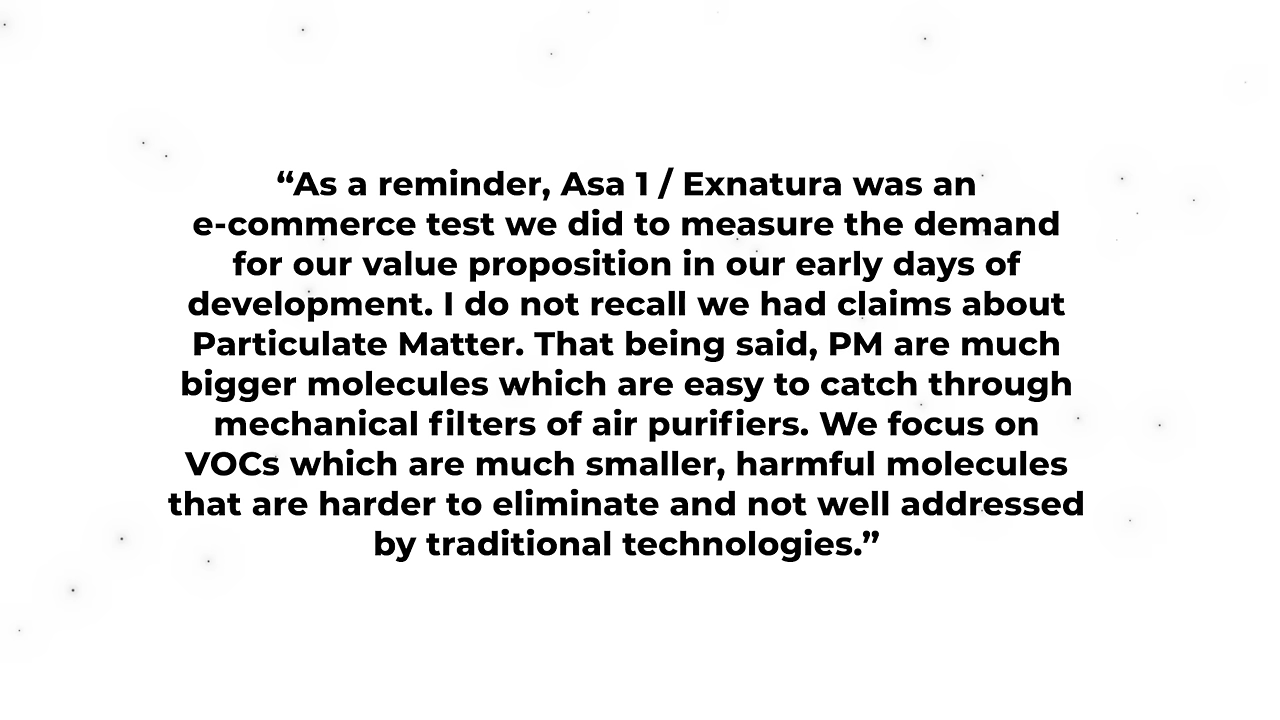 “As a reminder, Asa 1 / Exnatura was an
e-commerce test we did to measure the demand
for our value proposition in our early days of
development. I do not recall we had claims about
Particulate Matter. That being said, PM are much
bigger molecules which are easy to catch through
mechanical filters of air purifiers. We focus on
VOCs which are much smaller, harmful molecules
that are harder to eliminate and not well addressed
by traditional technologies.”